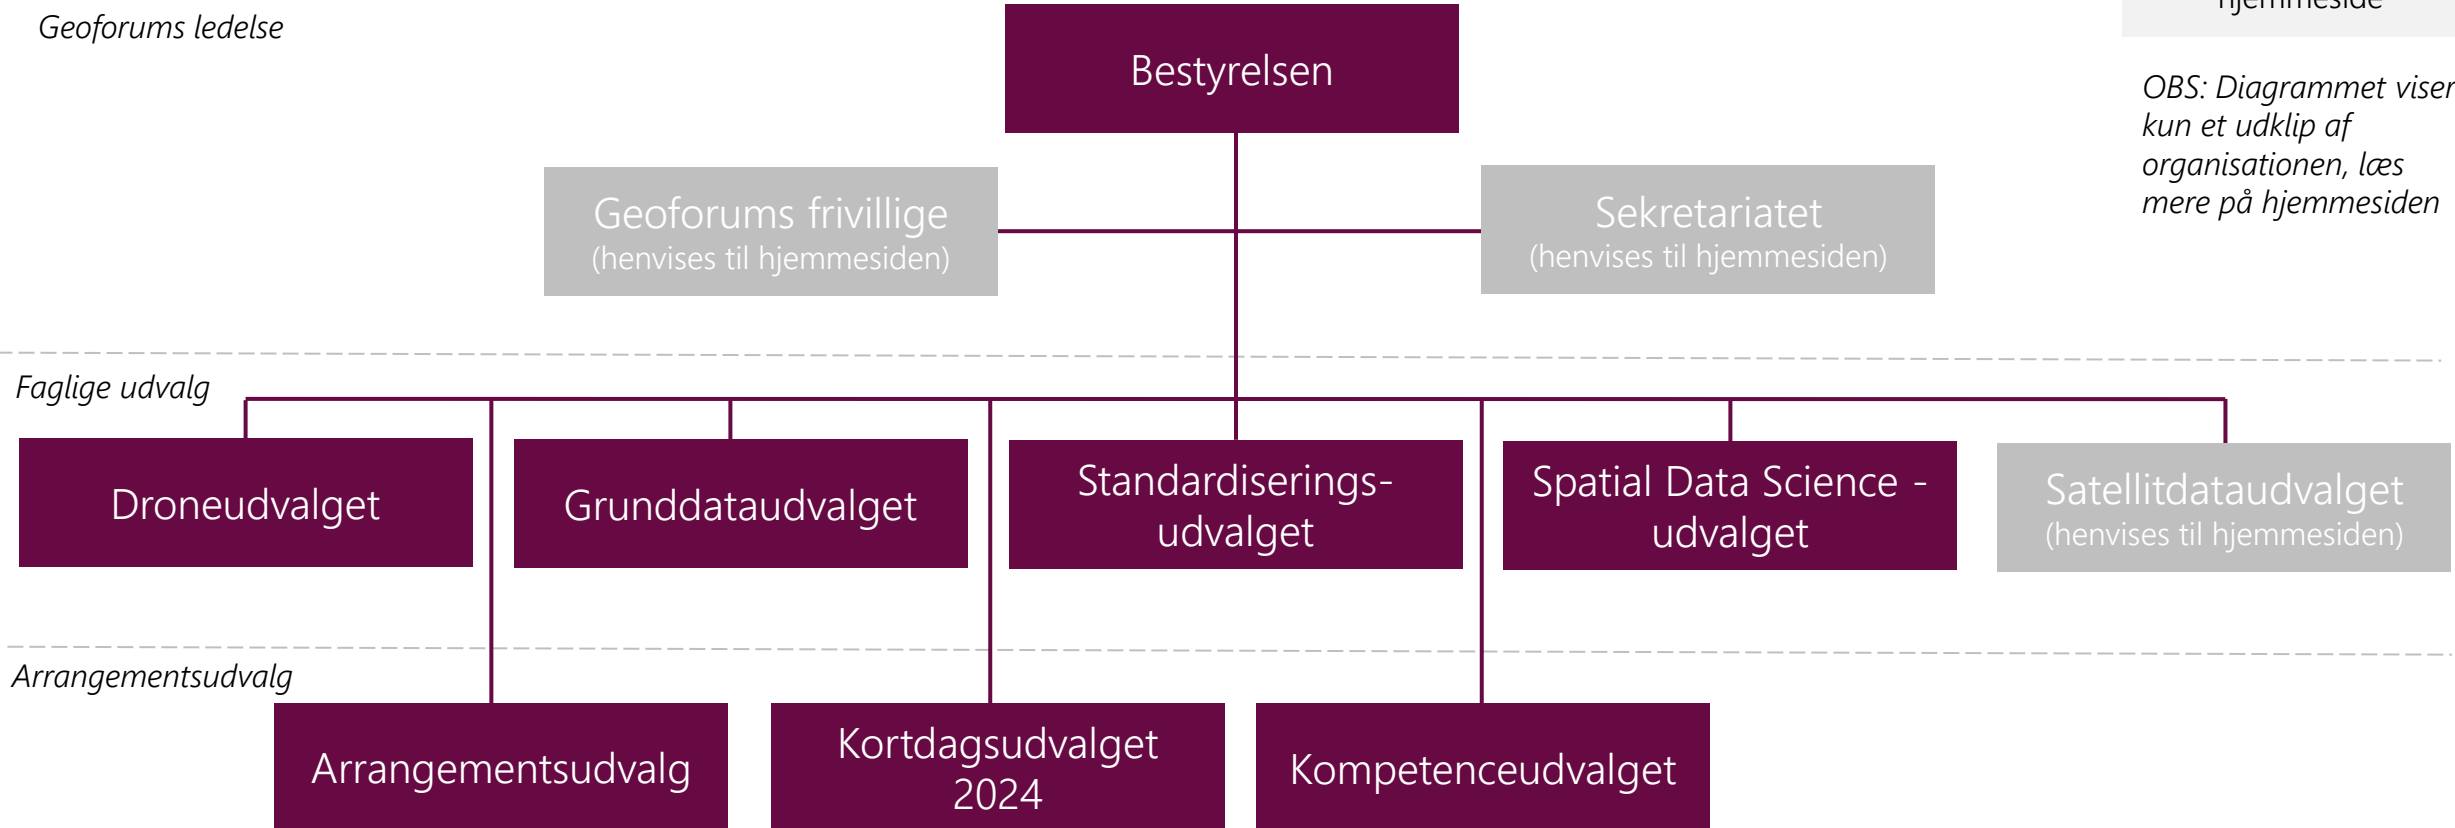 Geoforums ledelse
Bestyrelsen
hjemmeside
OBS: Diagrammet viser
kun et udklip af
organisationen, læs
mere på hjemmesiden
Geoforums frivillige
(henvises til hjemmesiden)
Sekretariatet
(henvises til hjemmesiden)
Faglige udvalg
Droneudvalget
Grunddataudvalget
Standardiserings-
udvalget
Spatial Data Science -
udvalget
Satellitdataudvalget
(henvises til hjemmesiden)
Arrangementsudvalg
Arrangementsudvalg
Kortdagsudvalget
2024
Kompetenceudvalget